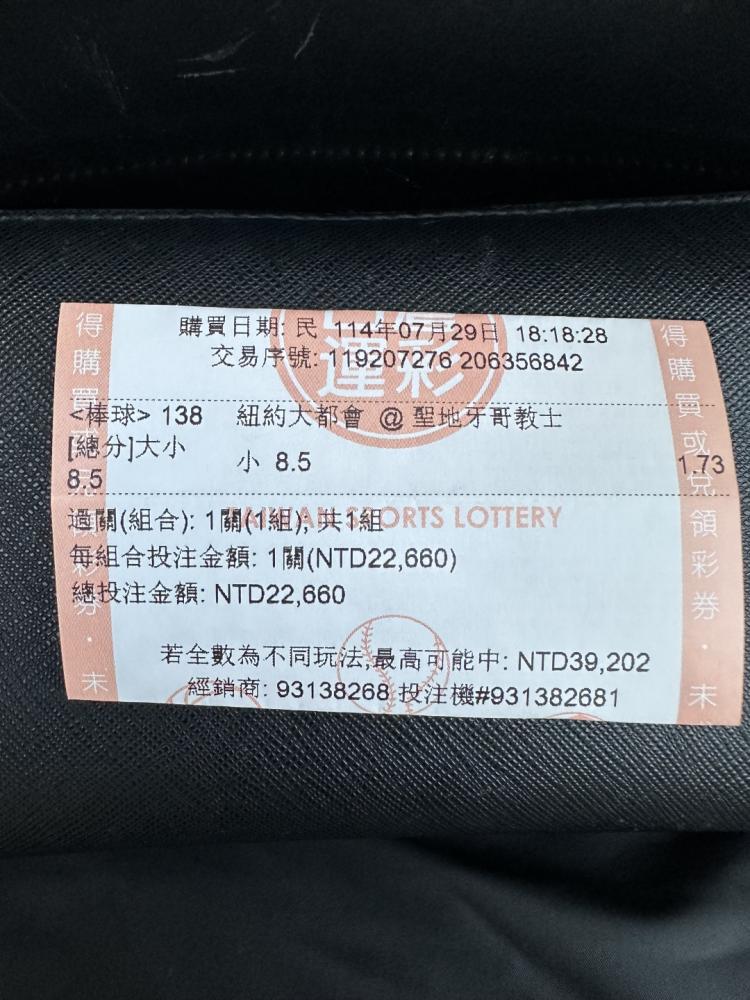 購買日期: 民 114年07月29日 18:18:28
交易序號: 119207276 206356842
<棒球> 138 紐約大都會 @ 聖地牙哥教士
[總分]大小
8.5 小 8.5 1.73
過關(組合): 1關(1組), 共1組
TAIWAN SPORTS LOTTERY
每組合投注金額: 1關(NTD22,660)
總投注金額: NTD22,660
若全數為不同玩法,最高可能中: NTD39,202
經銷商: 93138268 投注機#931382681
得購買
券・未
得購買或兌領彩券・未
運彩